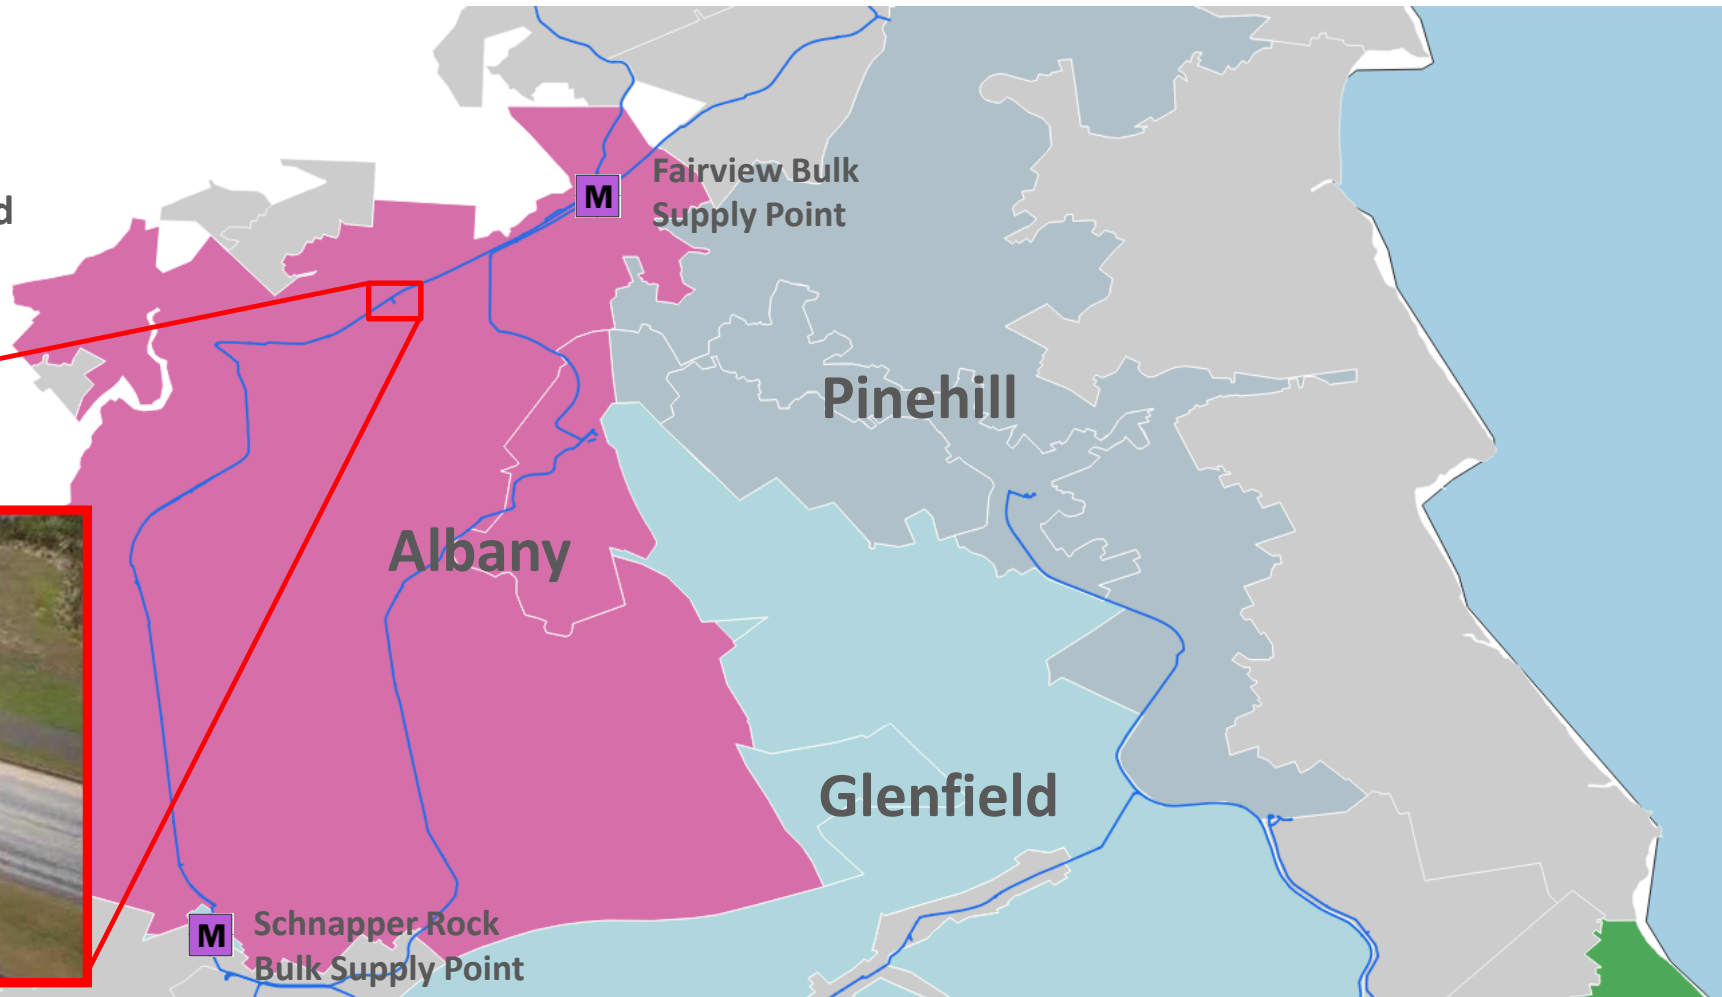 Fairview Bulk
Supply Point
d
Pinehill
Albany
Glenfield
Schnapper Rock
Bulk Supply Point
M
M